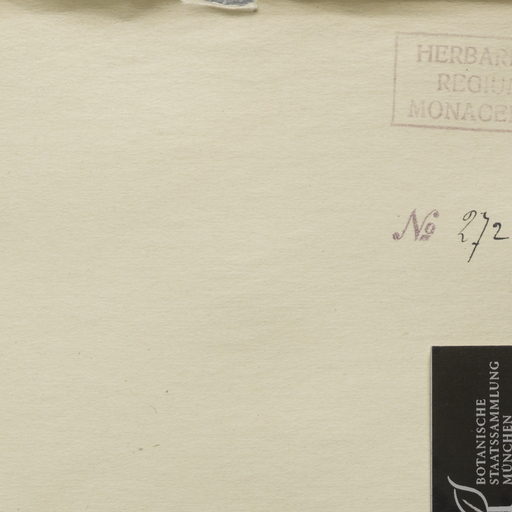 HERBAR
REGIU
MONACE
No 272
BOTANISCHE
STAATSSAMMLUNG
MÜNCHEN